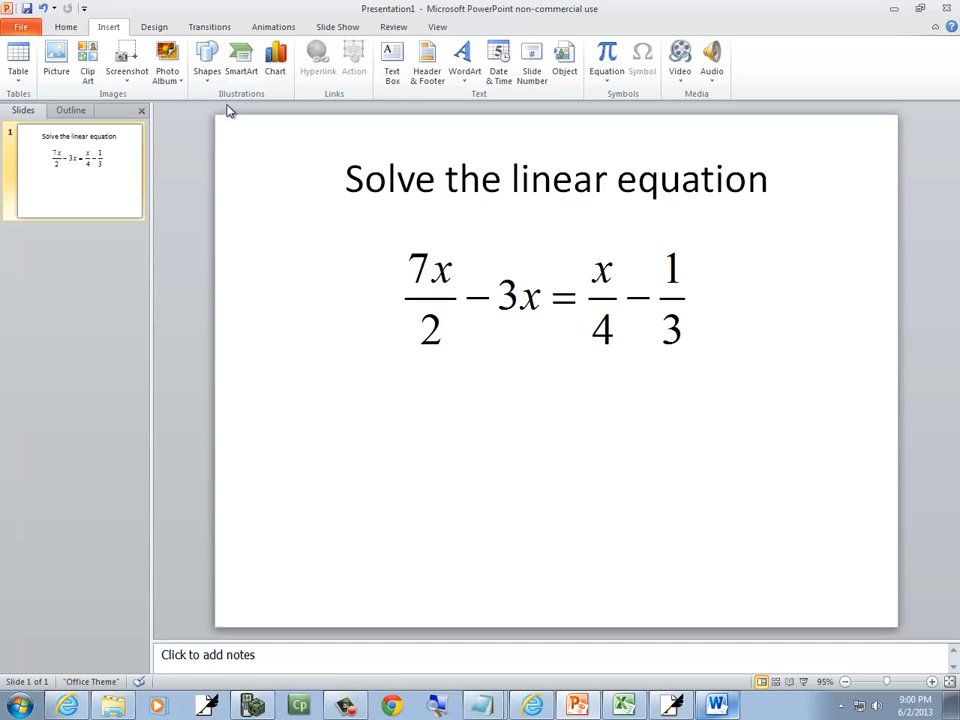 Presentation1 - Microsoft PowerPoint non-commercial use
File Home Insert Design Transitions Animations Slide Show Review View
Table Picture Clip Art Screenshot Photo Album Shapes SmartArt Chart Hyperlink Action Text Box Header & Footer WordArt Date & Time Slide Number Object Equation Symbol Video Audio
Tables Images Illustrations Links Text Symbols Media
Slides Outline
1
Solve the linear equation
7x/2 − 3x = x/4 − 1/3
Solve the linear equation
7x/2 − 3x = x/4 − 1/3
Click to add notes
Slide 1 of 1 "Office Theme" 95%
9:00 PM
6/2/2013